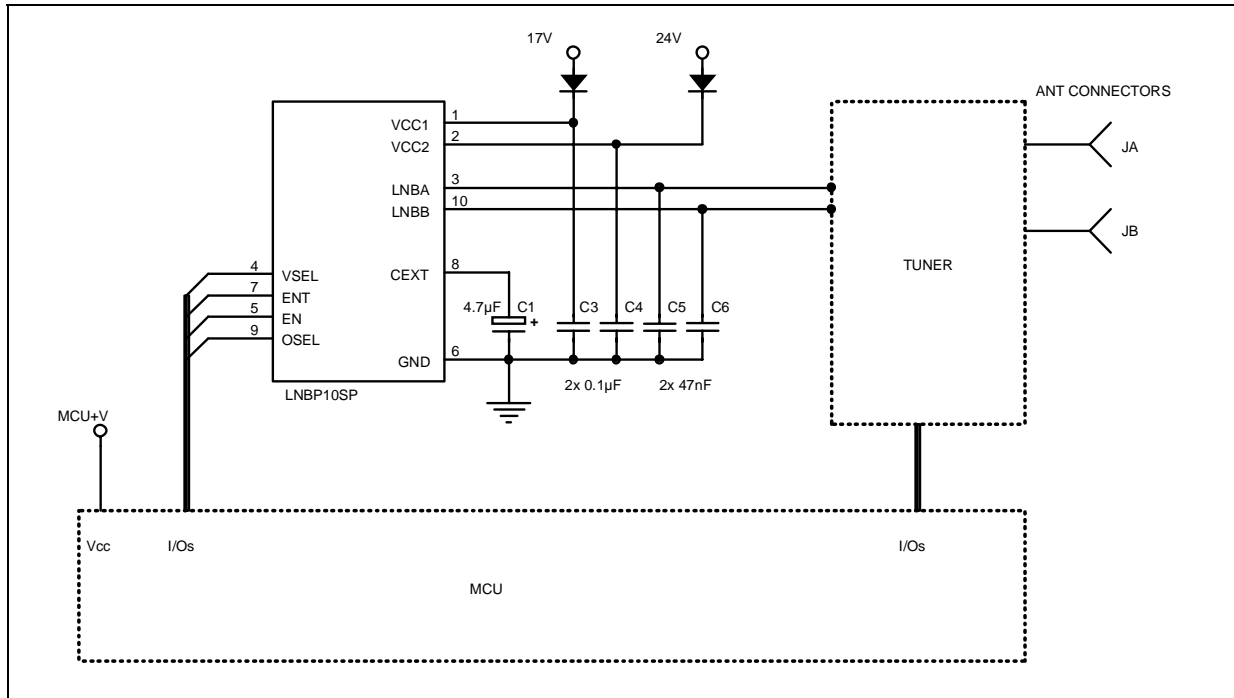 17V
24V
ANT CONNECTORS
1
VCC1
2
VCC2
JA
3
LNBA
10
LNBB
JB
TUNER
4
VSEL
8
CEXT
7
ENT
5
EN
4.7µF
C1
+
C3
C4
C5
C6
9
OSEL
6
GND
2x 0.1µF
2x 47nF
LNBP10SP
MCU+V
Vcc
I/Os
I/Os
MCU